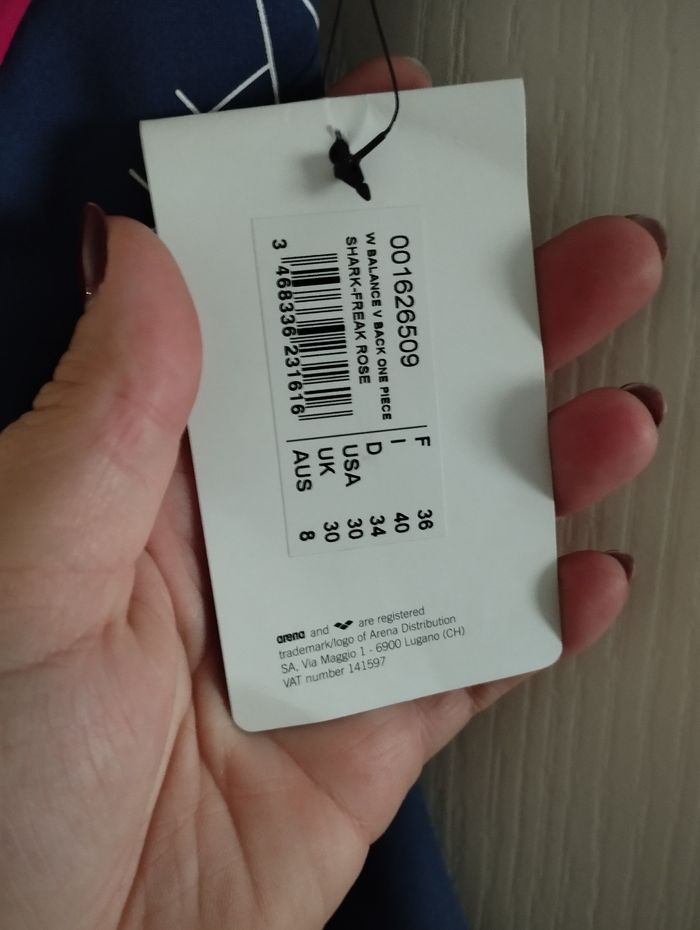 001626509
W BALANCE V BACK ONE PIECE
SHARK-FREAK ROSE
3 468336 231616
F 36
I 40
D 34
USA 30
UK 30
AUS 8
arena and are registered
trademark/logo of Arena Distribution
SA, Via Maggio 1 - 6900 Lugano (CH)
VAT number 141597